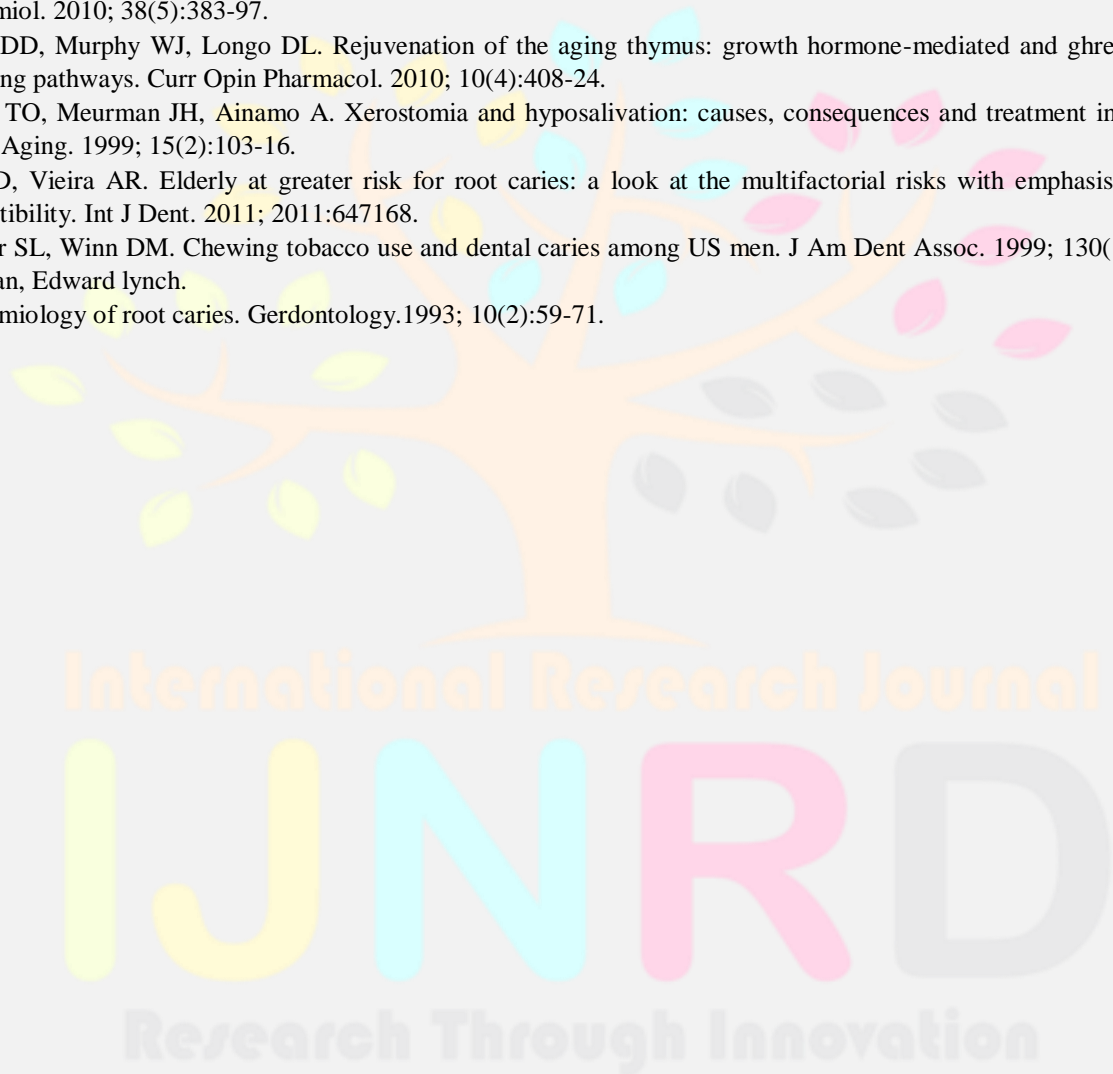 miol. 2010; 38(5):383-97.
DD, Murphy WJ, Longo DL. Rejuvenation of the aging thymus: growth hormone-mediated and ghre
ng pathways. Curr Opin Pharmacol. 2010; 10(4):408-24.
TO, Meurman JH, Ainamo A. Xerostomia and hyposalivation: causes, consequences and treatment in
Aging. 1999; 15(2):103-16.
D, Vieira AR. Elderly at greater risk for root caries: a look at the multifactorial risks with emphasis
tibility. Int J Dent. 2011; 2011:647168.
r SL, Winn DM. Chewing tobacco use and dental caries among US men. J Am Dent Assoc. 1999; 130(
an, Edward lynch.
miology of root caries. Gerdontology.1993; 10(2):59-71.
International Research Journal
IJNRD
Research Through Innovation